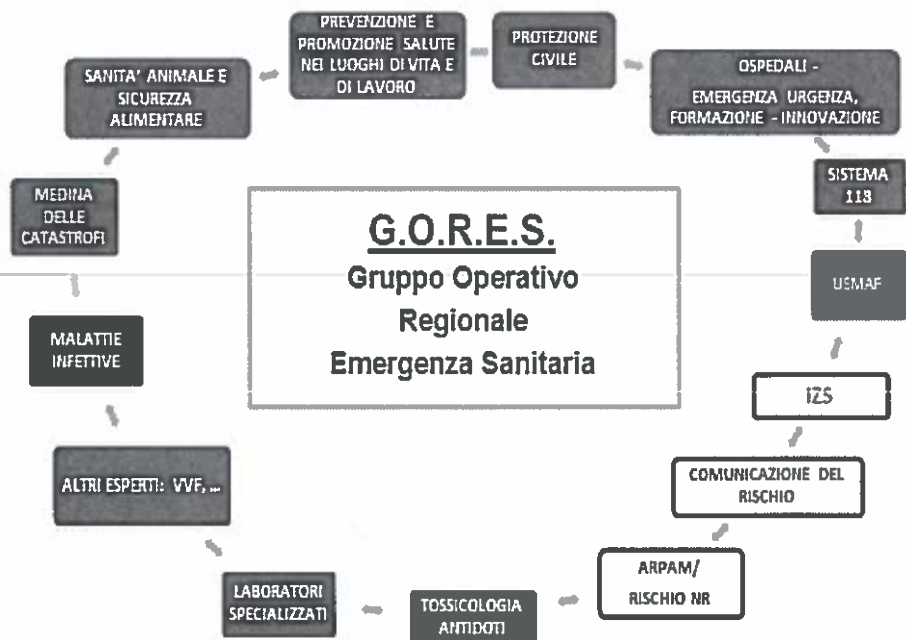 PREVENZIONE E
PROMOZIONE SALUTE
NEI LUOGHI DI VITA E
DI LAVORO
PROTEZIONE
CIVILE
OSPEDALI -
EMERGENZA URGENZA,
FORMAZIONE - INNOVAZIONE
SISTEMA
118
USMAF
IZS
COMUNICAZIONE DEL
RISCHIO
ARPAM/
RISCHIO NR
TOSSICOLOGIA
ANTIDOTI
LABORATORI
SPECIALIZZATI
ALTRI ESPERTI: VVF, ...
MALATTIE
INFETTIVE
MEDINA
DELLE
CATASTROFI
SANITA' ANIMALE E
SICUREZZA
ALIMENTARE
G.O.R.E.S.
Gruppo Operativo
Regionale
Emergenza Sanitaria